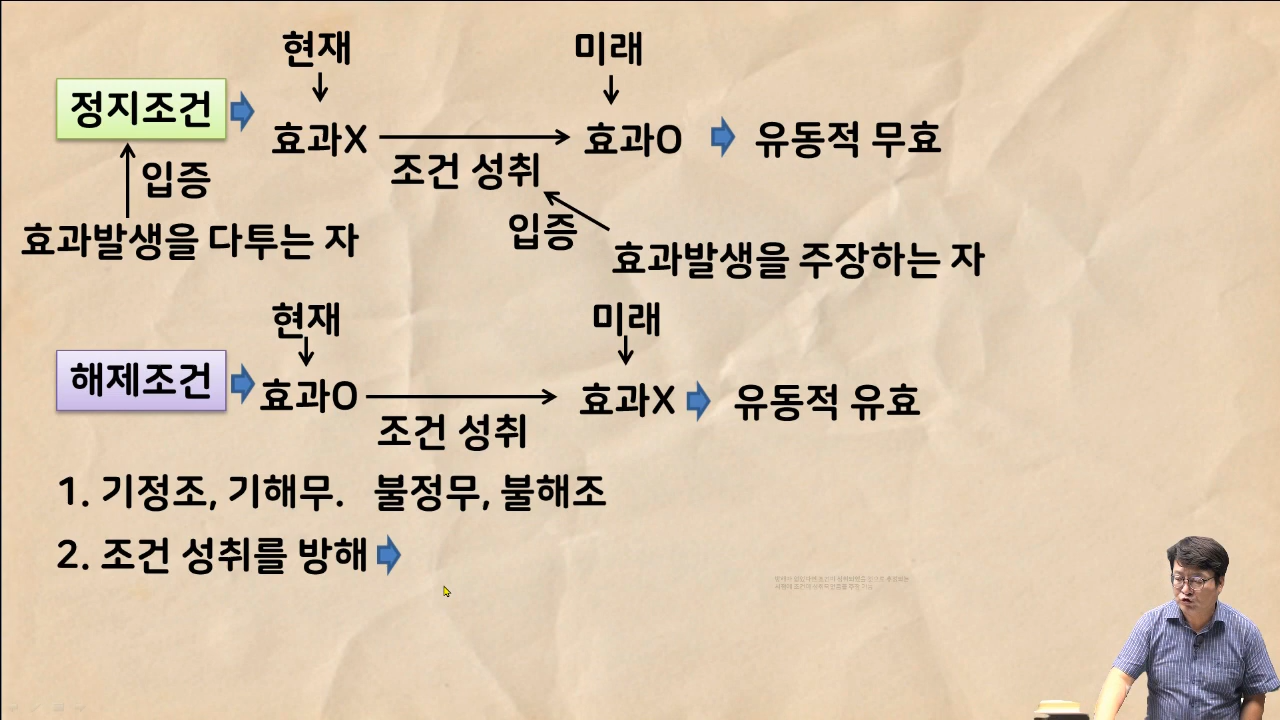 현재 미래
정지조건
효과X 효과O 유동적 무효
조건 성취
입증
입증
효과발생을 다투는 자
효과발생을 주장하는 자
현재 미래
해제조건
효과O 효과X 유동적 유효
조건 성취
1. 기정조, 기해무. 불정무, 불해조
2. 조건 성취를 방해